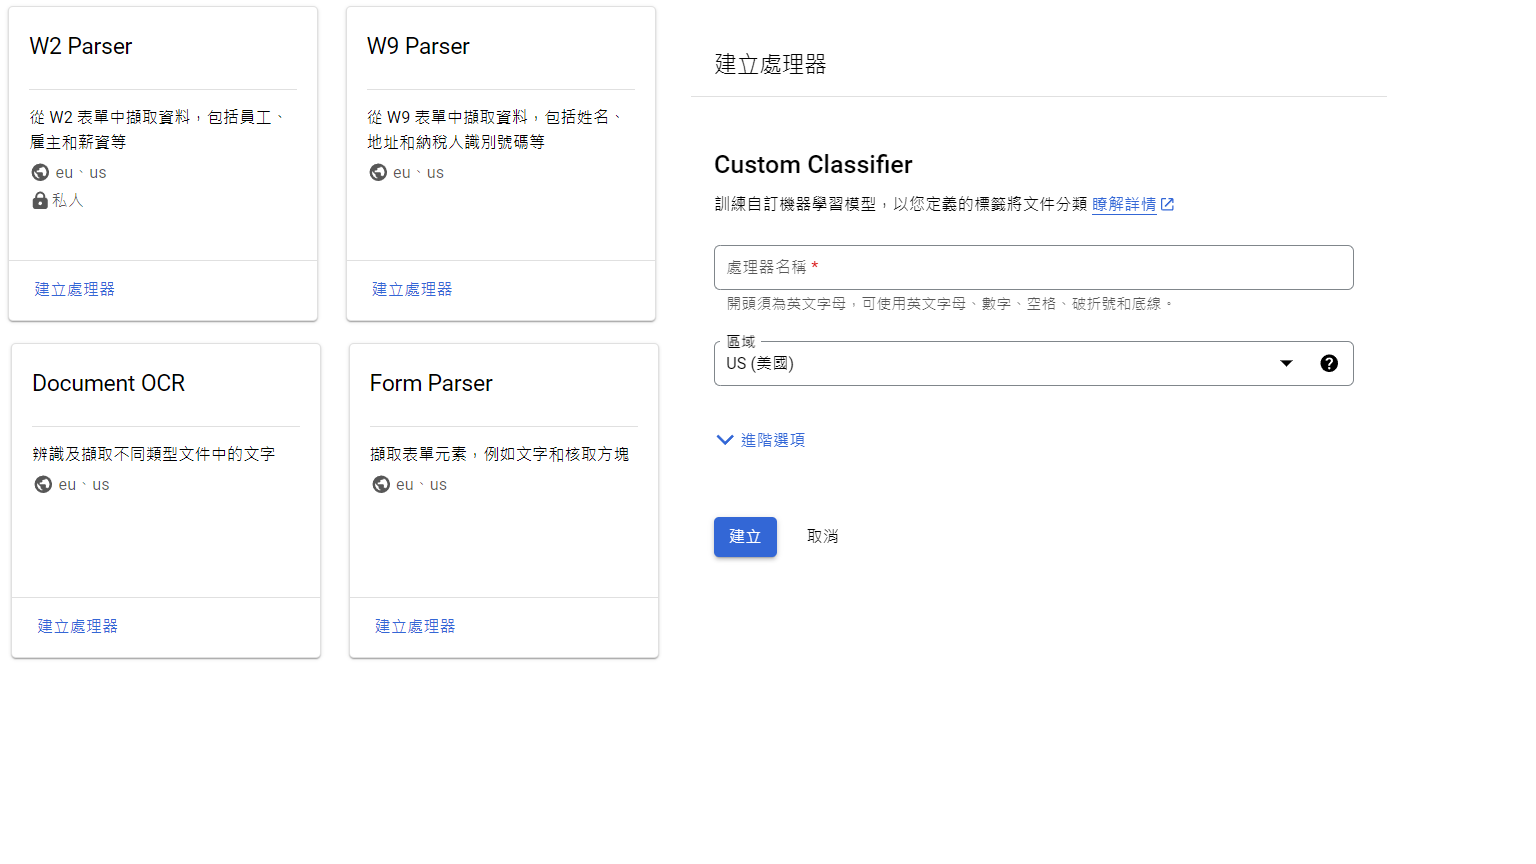 W2 Parser
從 W2 表單中擷取資料，包括員工、
雇主和薪資等
eu、us
私人
建立處理器
W9 Parser
從 W9 表單中擷取資料，包括姓名、
地址和納稅人識別號碼等
eu、us
建立處理器
Document OCR
辨識及擷取不同類型文件中的文字
eu、us
建立處理器
Form Parser
擷取表單元素，例如文字和核取方塊
eu、us
建立處理器
建立處理器
Custom Classifier
訓練自訂機器學習模型，以您定義的標籤將文件分類 瞭解詳情
處理器名稱 *
開頭須為英文字母，可使用英文字母、數字、空格、破折號和底線。
區域
US (美國)
進階選項
建立 取消